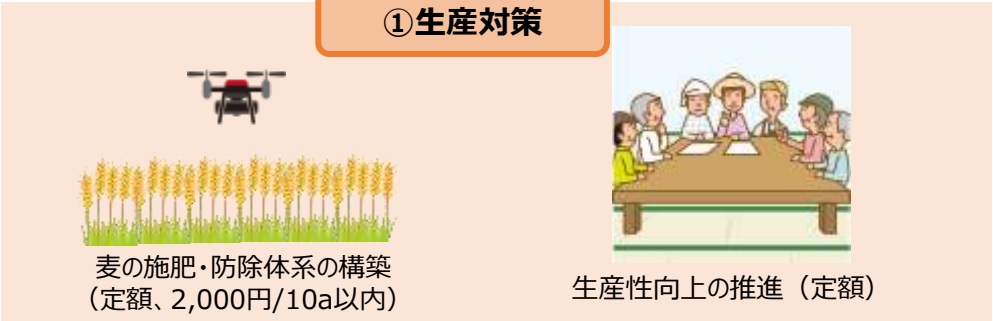 ①生産対策
麦の施肥・防除体系の構築
（定額、2,000円/10a以内）
生産性向上の推進（定額）